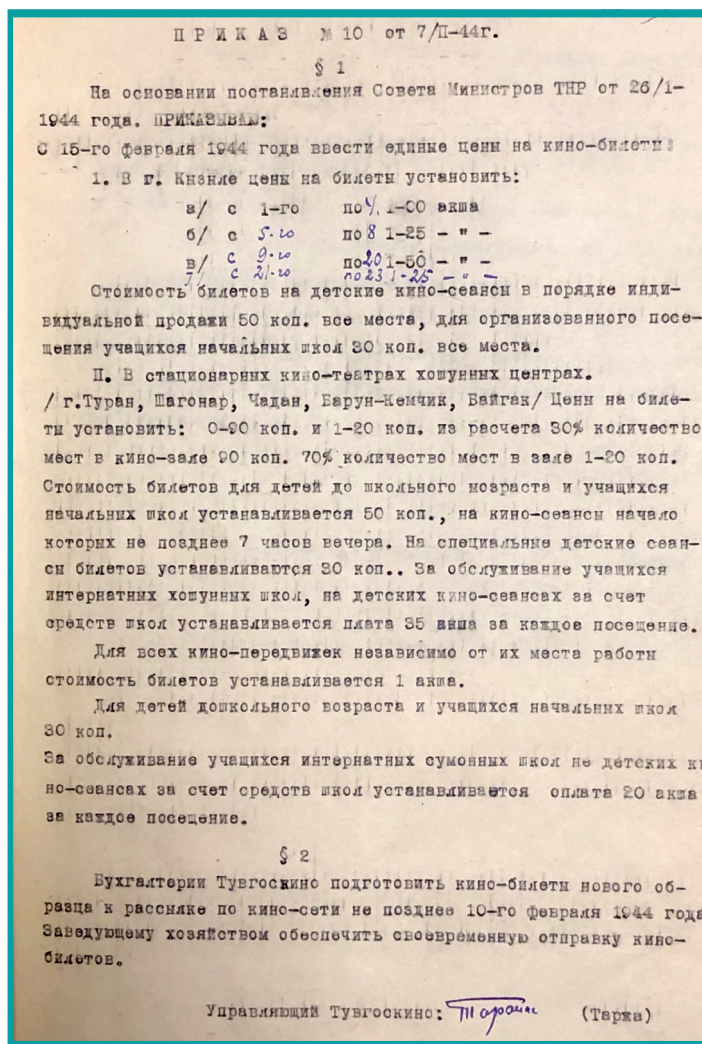 ПРИКАЗ № 10 от 7/П-44г.
§ 1
На основании постанвления Совета Министров ТНР от 26/1-
1944 года. ПРИКАЗЫВАЮ:
С 15-го февраля 1944 года ввести единые цены на кино-билеты:
1. В г. Кызыле цены на билеты установить:
а/ с 1-го по 4, 1-00 акша
б/ с 5-го по 8 1-25 - " -
в/ с 9-го по 20 1-50 - " -
с 21-го по 23 1-25 - " -
Стоимость билетов на детские кино-сеансы в порядке инди-
видуальной продажи 50 коп. все места, для организованного посе-
щения учащихся начальных школ 30 коп. все места.
П. В стационарных кино-театрах хошунных центрах.
/ г.Туран, Шагонар, Чадан, Барун-Кемчик, Байгак/ Цены на биле-
ты установить: 0-90 коп. и 1-20 коп. из расчета 30% количество
мест в кино-зале 90 коп. 70% количество мест в зале 1-20 коп.
Стоимость билетов для детей до школьного возраста и учащихся
начальных школ устанавливается 50 коп., на кино-сеансы начало
которых не позднее 7 часов вечера. На специальные детские сеан-
сы билетов устанавливаются 30 коп.. За обслуживание учащихся
интернатных хошунных школ, на детских кино-сеансах за счет
средств школ устанавливается плата 35 акша за каждое посещение.
Для всех кино-передвижек независимо от их места работы
стоимость билетов устанавливается 1 акша.
Для детей дошкольного возраста и учащихся начальных школ
30 коп.
За обслуживание учащихся интернатных сумонных школ не детских ки
но-сеансах за счет средств школ устанавливается оплата 20 акша
за каждое посещение.
§ 2
Бухгалтерии Тувгоскино подготовить кино-билеты нового об-
разца к рассылке по кино-сети не позднее 10-го февраля 1944 года
Заведующему хозяйством обеспечить своевременную отправку кино-
билетов.
Управляющий Тувгоскино: (Таржа)